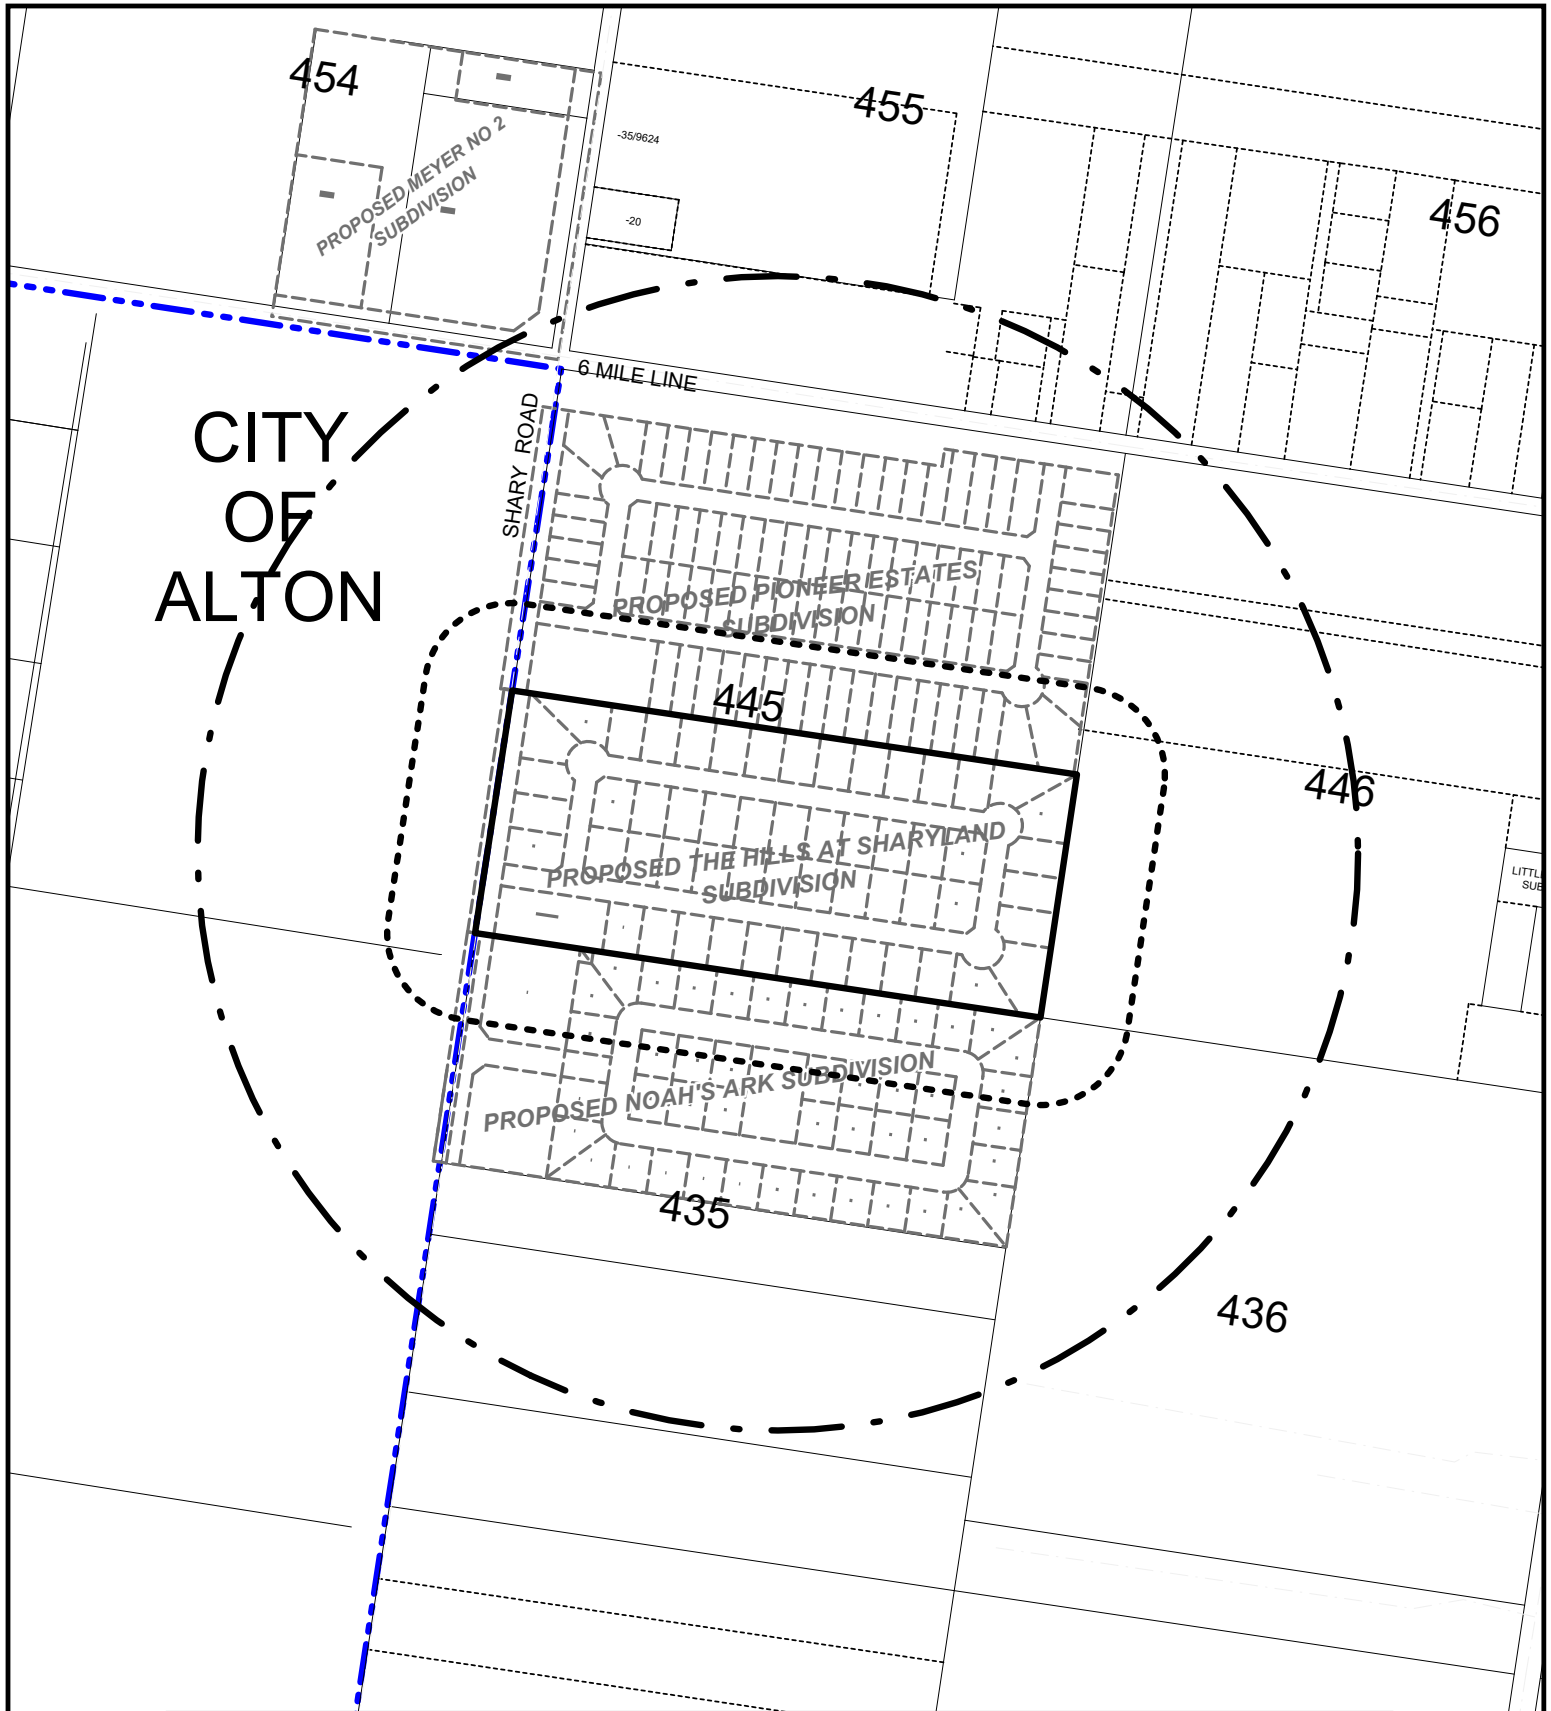 454
455
456
-35/9624
-20
PROPOSED MEYER NO 2
SUBDIVISION
6 MILE LINE
SHARY ROAD
CITY
OF
ALTON
PROPOSED PIONEER ESTATES
SUBDIVISION
445
446
PROPOSED THE HILLS AT SHARYLAND
SUBDIVISION
PROPOSED NOAH'S ARK SUBDIVISION
435
436